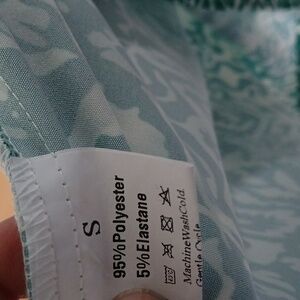 S
95%Polyester
5%Elastane
MachineWashCold.
Gentle Cycle